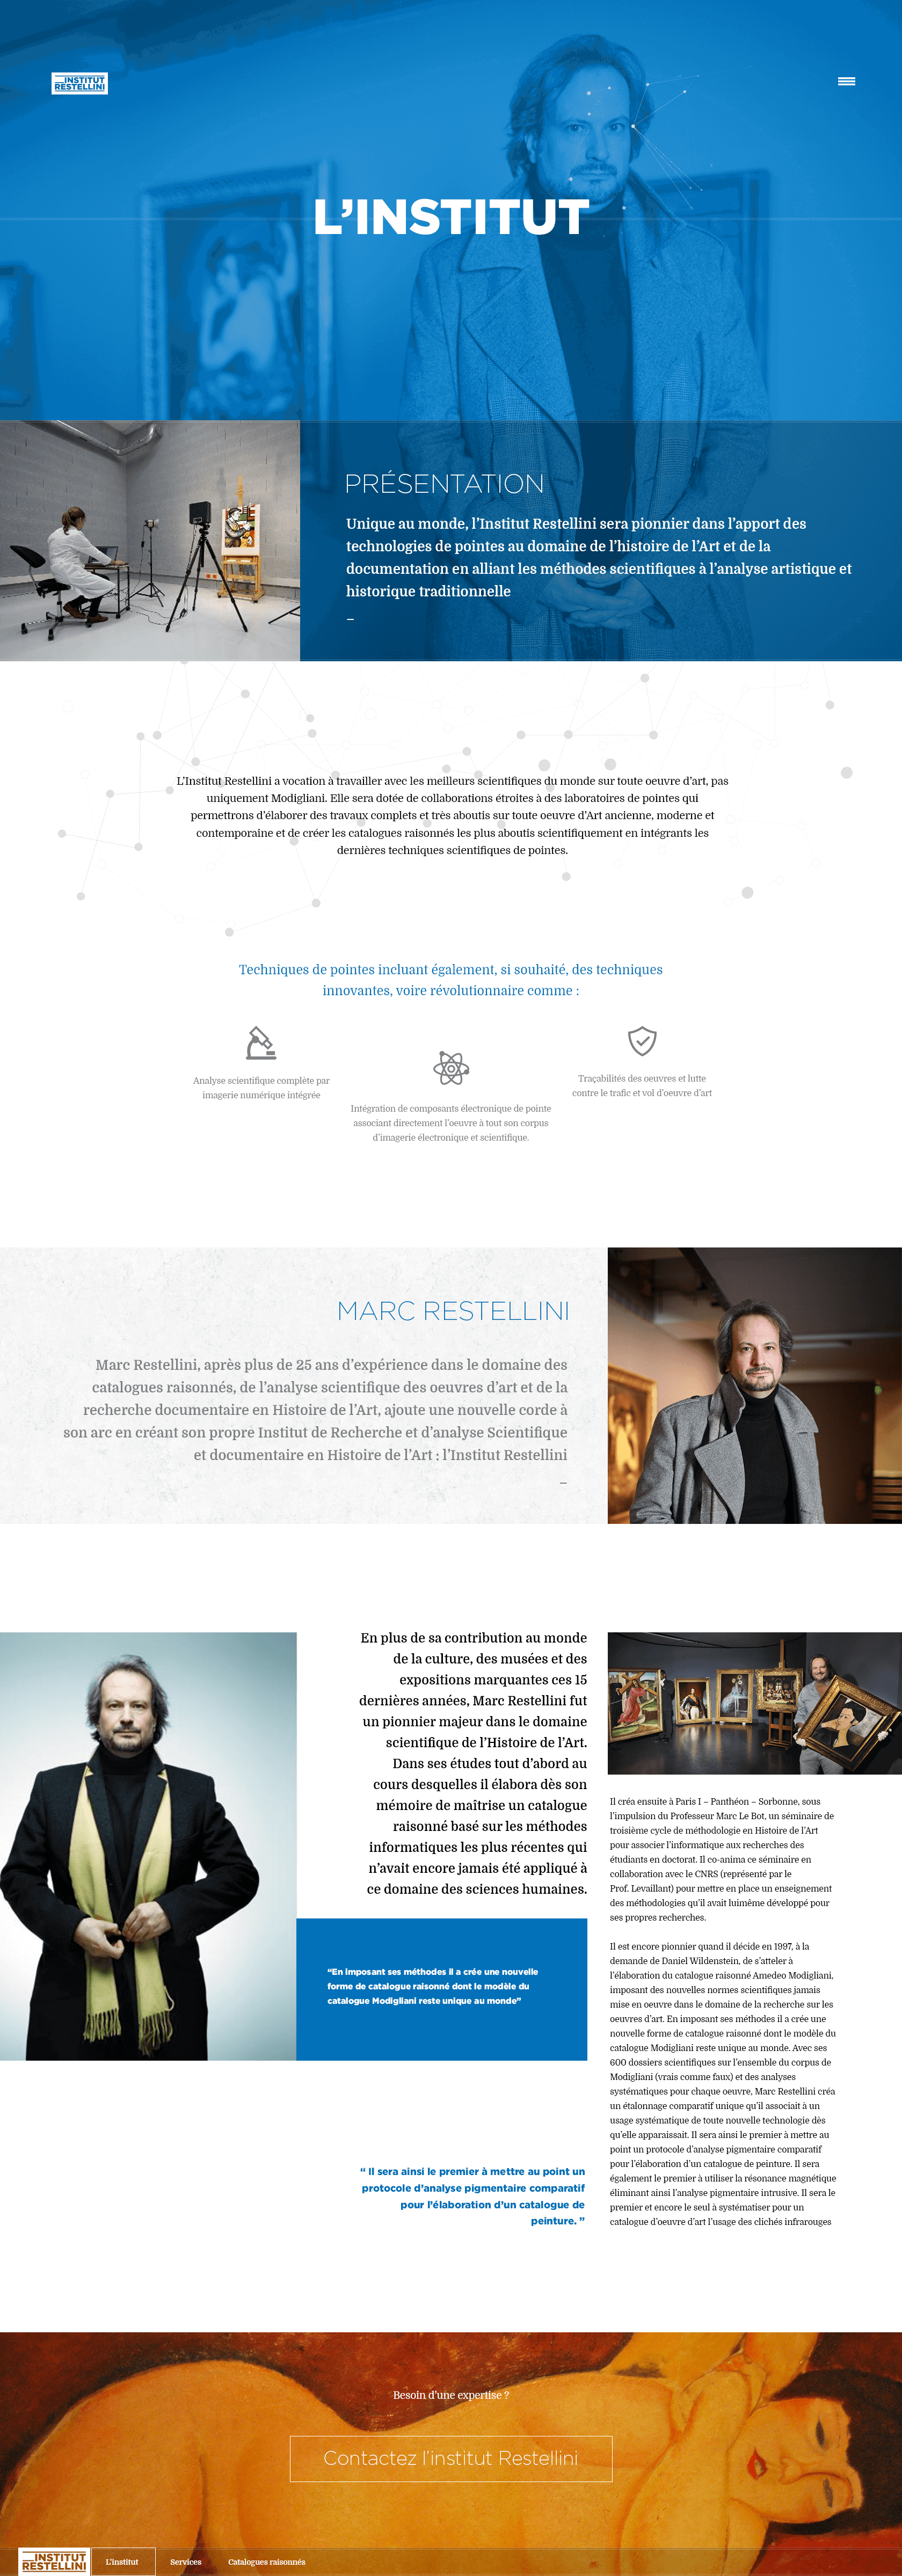 INSTITUT
RESTELLINI
L’INSTITUT
PRÉSENTATION
Unique au monde, l’Institut Restellini sera pionnier dans l’apport des
technologies de pointes au domaine de l’histoire de l’Art et de la
documentation en alliant les méthodes scientifiques à l’analyse artistique et
historique traditionnelle
–
L’Institut Restellini a vocation à travailler avec les meilleurs scientifiques du monde sur toute oeuvre d’art, pas
uniquement Modigliani. Elle sera dotée de collaborations étroites à des laboratoires de pointes qui
permettrons d’élaborer des travaux complets et très aboutis sur toute oeuvre d’Art ancienne, moderne et
contemporaine et de créer les catalogues raisonnés les plus aboutis scientifiquement en intégrants les
dernières techniques scientifiques de pointes.
Techniques de pointes incluant également, si souhaité, des techniques
innovantes, voire révolutionnaire comme :
Analyse scientifique complète par
imagerie numérique intégrée
Intégration de composants électronique de pointe
associant directement l’oeuvre à tout son corpus
d’imagerie électronique et scientifique.
Traçabilités des oeuvres et lutte
contre le trafic et vol d’oeuvre d’art
MARC RESTELLINI
Marc Restellini, après plus de 25 ans d’expérience dans le domaine des
catalogues raisonnés, de l’analyse scientifique des oeuvres d’art et de la
recherche documentaire en Histoire de l’Art, ajoute une nouvelle corde à
son arc en créant son propre Institut de Recherche et d’analyse Scientifique
et documentaire en Histoire de l’Art : l’Institut Restellini
–
En plus de sa contribution au monde
de la culture, des musées et des
expositions marquantes ces 15
dernières années, Marc Restellini fut
un pionnier majeur dans le domaine
scientifique de l’Histoire de l’Art.
Dans ses études tout d’abord au
cours desquelles il élabora dès son
mémoire de maîtrise un catalogue
raisonné basé sur les méthodes
informatiques les plus récentes qui
n’avait encore jamais été appliqué à
ce domaine des sciences humaines.
“En imposant ses méthodes il a crée une nouvelle
forme de catalogue raisonné dont le modèle du
catalogue Modigliani reste unique au monde”
“ Il sera ainsi le premier à mettre au point un
protocole d’analyse pigmentaire comparatif
pour l’élaboration d’un catalogue de
peinture. ”
Il créa ensuite à Paris I – Panthéon – Sorbonne, sous
l’impulsion du Professeur Marc Le Bot, un séminaire de
troisième cycle de méthodologie en Histoire de l’Art
pour associer l’informatique aux recherches des
étudiants en doctorat. Il co-anima ce séminaire en
collaboration avec le CNRS (représenté par le
Prof. Levaillant) pour mettre en place un enseignement
des méthodologies qu’il avait luimême développé pour
ses propres recherches.
Il est encore pionnier quand il décide en 1997, à la
demande de Daniel Wildenstein, de s’atteler à
l’élaboration du catalogue raisonné Amedeo Modigliani,
imposant des nouvelles normes scientifiques jamais
mise en oeuvre dans le domaine de la recherche sur les
oeuvres d’art. En imposant ses méthodes il a crée une
nouvelle forme de catalogue raisonné dont le modèle du
catalogue Modigliani reste unique au monde. Avec ses
600 dossiers scientifiques sur l’ensemble du corpus de
Modigliani (vrais comme faux) et des analyses
systématiques pour chaque oeuvre, Marc Restellini créa
un étalonnage comparatif unique qu’il associait à un
usage systématique de toute nouvelle technologie dès
qu’elle apparaissait. Il sera ainsi le premier à mettre au
point un protocole d’analyse pigmentaire comparatif
pour l’élaboration d’un catalogue de peinture. Il sera
également le premier à utiliser la résonance magnétique
éliminant ainsi l’analyse pigmentaire intrusive. Il sera le
premier et encore le seul à systématiser pour un
catalogue d’oeuvre d’art l’usage des clichés infrarouges
Besoin d’une expertise ?
Contactez l’institut Restellini
INSTITUT
RESTELLINI
L’institut
Services
Catalogues raisonnés